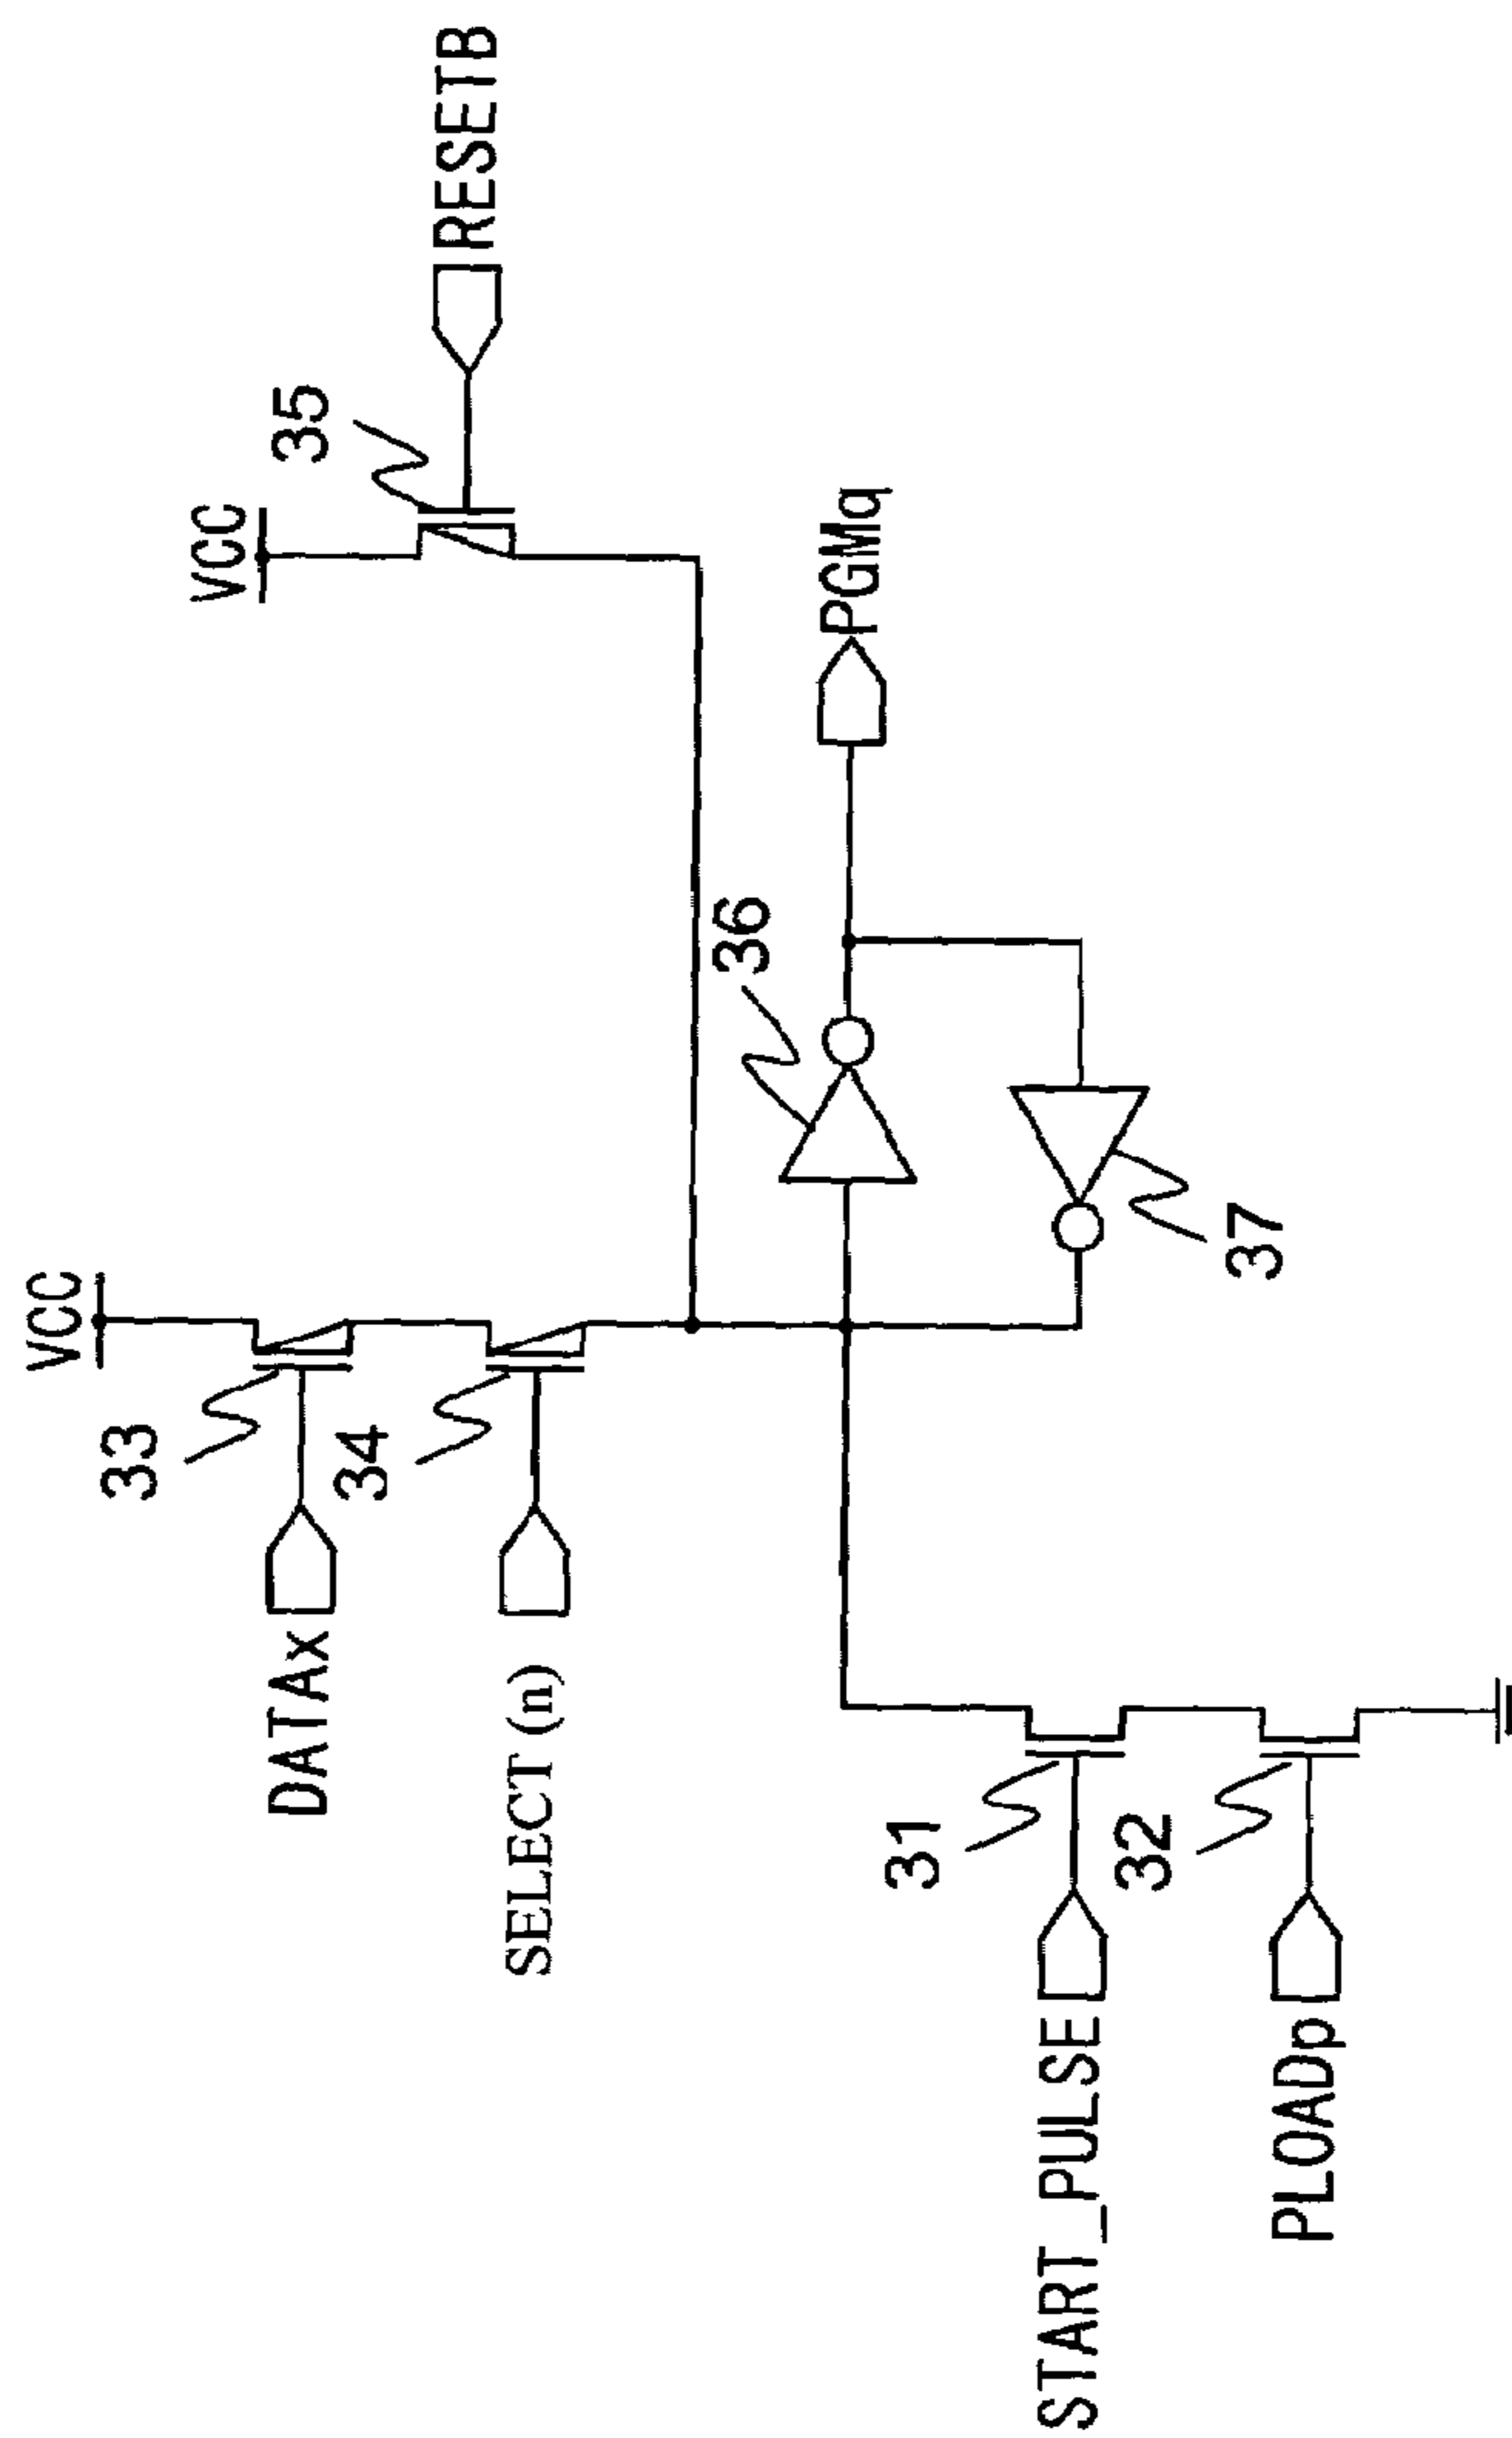 VCC
VCC
33
DATAx
34
SELECT (n)
35
RESETB
36
PGMq
37
31
START_PULSE
32
PLOADp